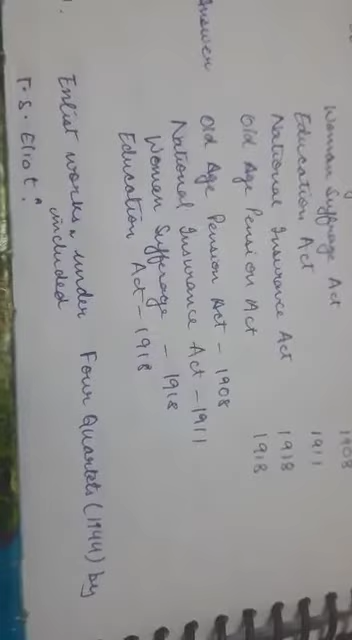 Woman Suffrage Act 1908
Education Act 1911
National Insurance Act 1918
Old Age Pension Act 1918
Answer
Old Age Pension Act - 1908
National Insurance Act - 1911
Women Suffrage - 1918
Education Act - 1918
Enlist works under Four Quartets (1944) by
included
T.S. Eliot.